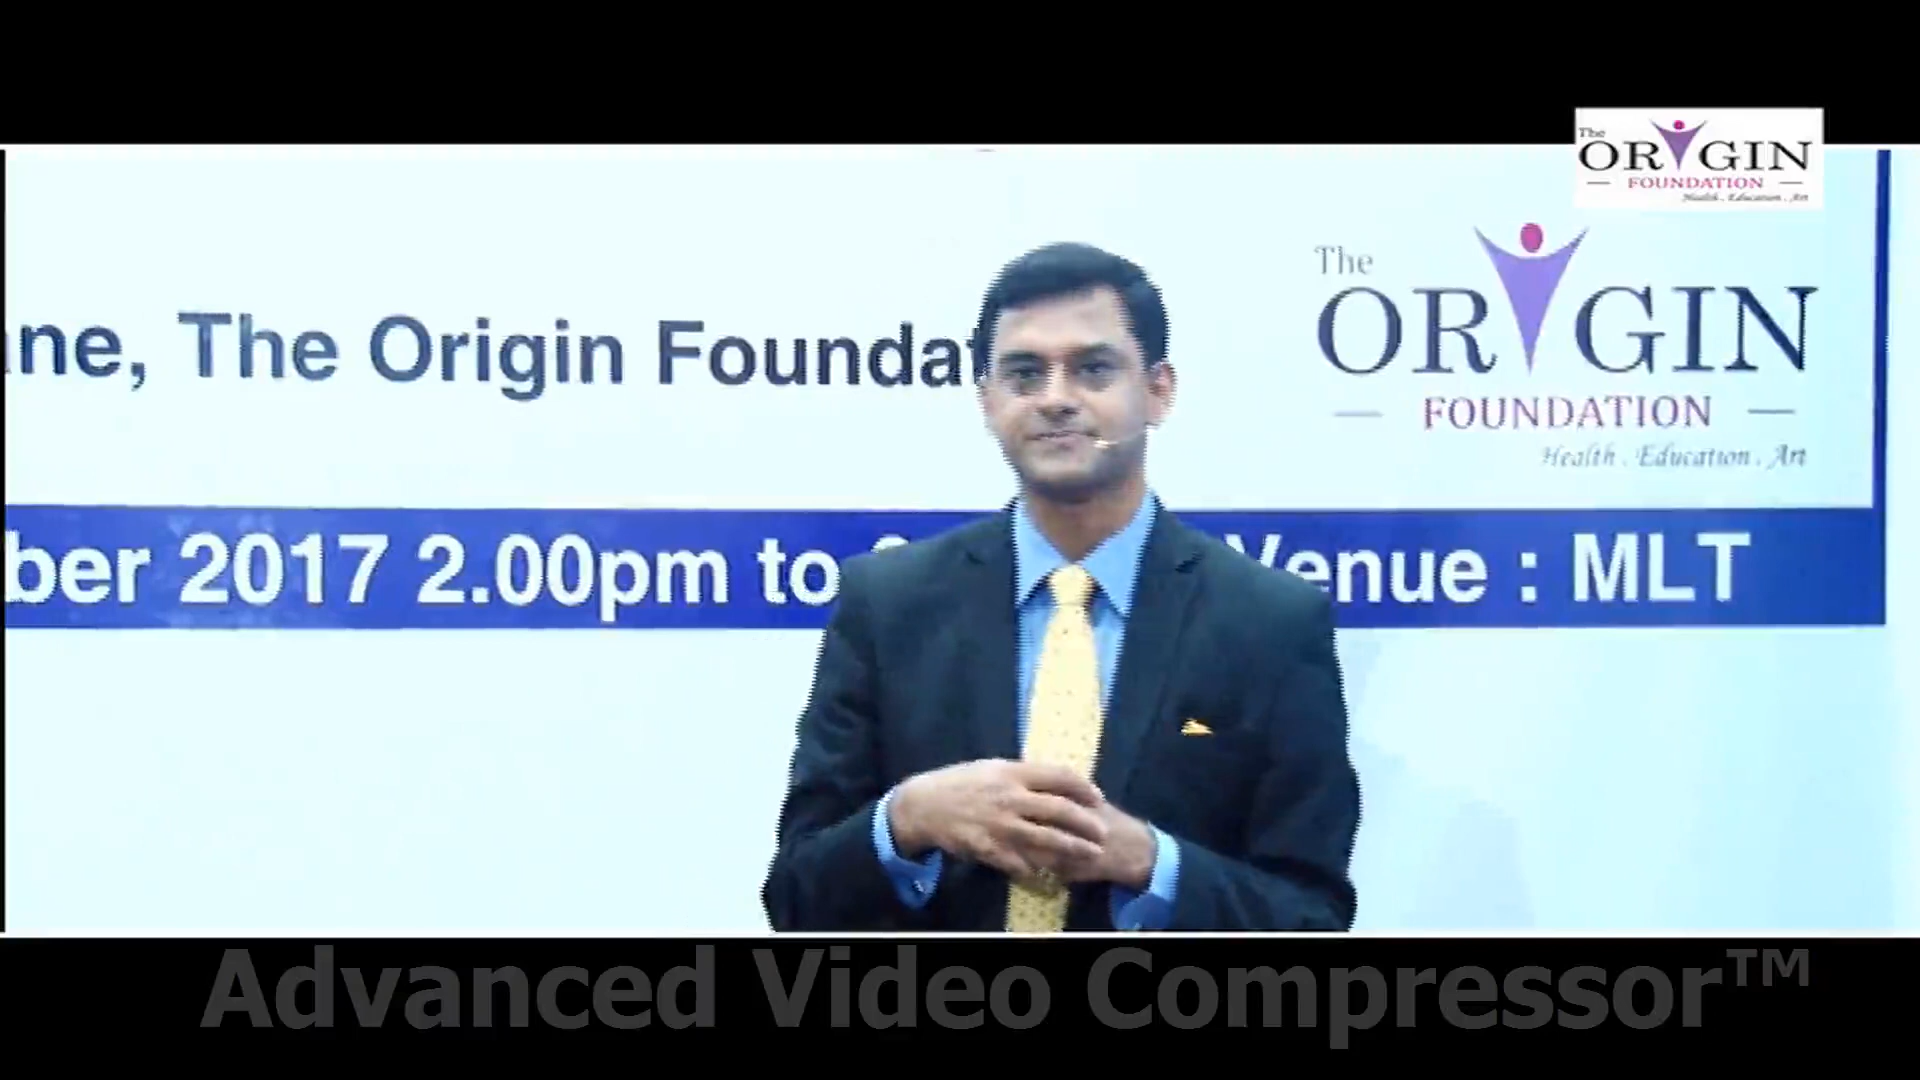 The
ORIGIN
FOUNDATION
Health . Education . Art
The
ORIGIN
FOUNDATION
Health . Education . Art
ne, The Origin Foundat
ber 2017 2.00pm to
Venue : MLT
Advanced Video Compressor™